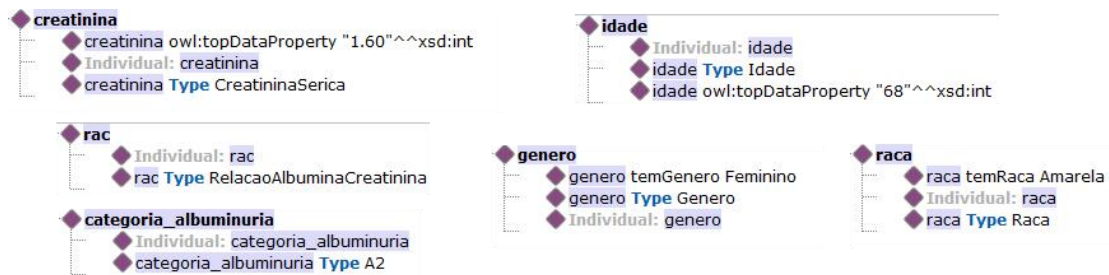 creatinina
creatinina owl:topDataProperty "1.60"^^xsd:int
Individual: creatinina
creatinina Type CreatininaSerica
idade
Individual: idade
idade Type Idade
idade owl:topDataProperty "68"^^xsd:int
rac
Individual: rac
rac Type RelacaoAlbuminaCreatinina
genero
genero temGenero Feminino
genero Type Genero
Individual: genero
raca
raca temRaca Amarela
Individual: raca
raca Type Raca
categoria_albuminuria
Individual: categoria_albuminuria
categoria_albuminuria Type A2